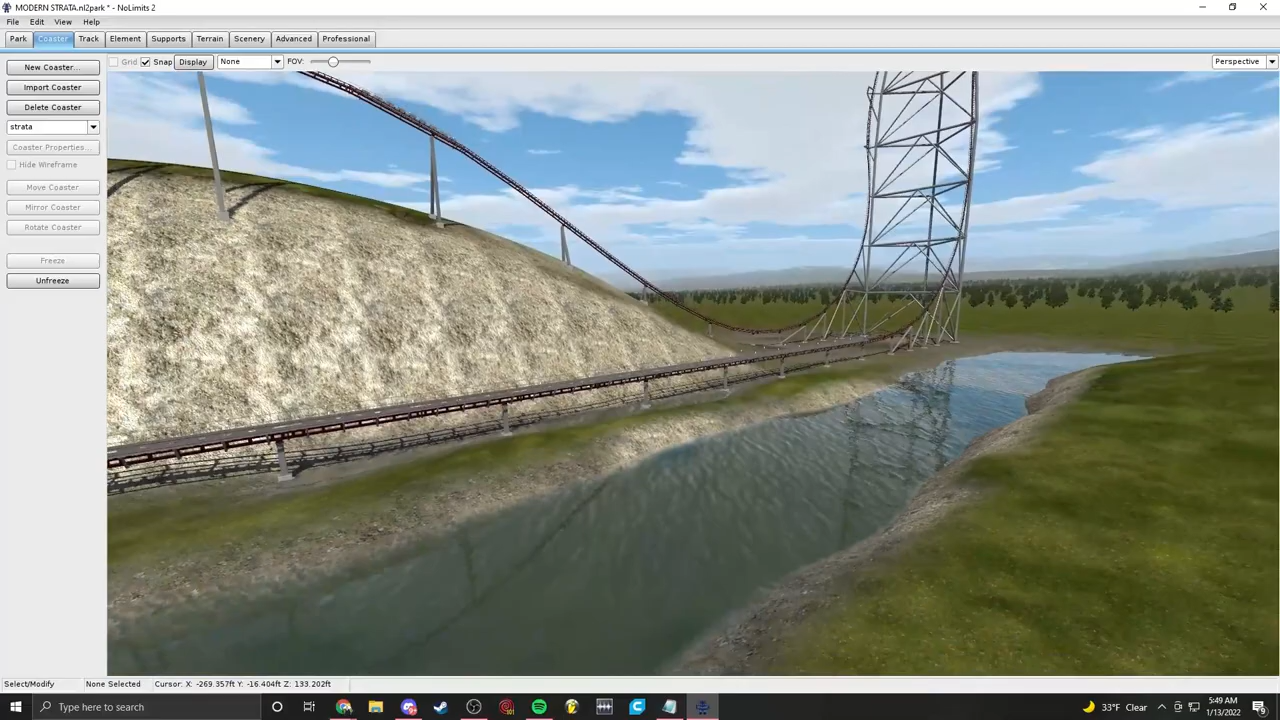 MODERN STRATA.nl2park * - NoLimits 2
File Edit View Help
Park Coaster Track Element Supports Terrain Scenery Advanced Professional
Grid Snap Display None FOV: Perspective
New Coaster...
Import Coaster
Delete Coaster
strata
Coaster Properties...
Hide Wireframe
Move Coaster
Mirror Coaster
Rotate Coaster
Freeze
Unfreeze
Select/Modify None Selected Cursor: X: -269.357ft Y: -16.404ft Z: 133.202ft
Type here to search
33°F Clear
5:49 AM
1/13/2022